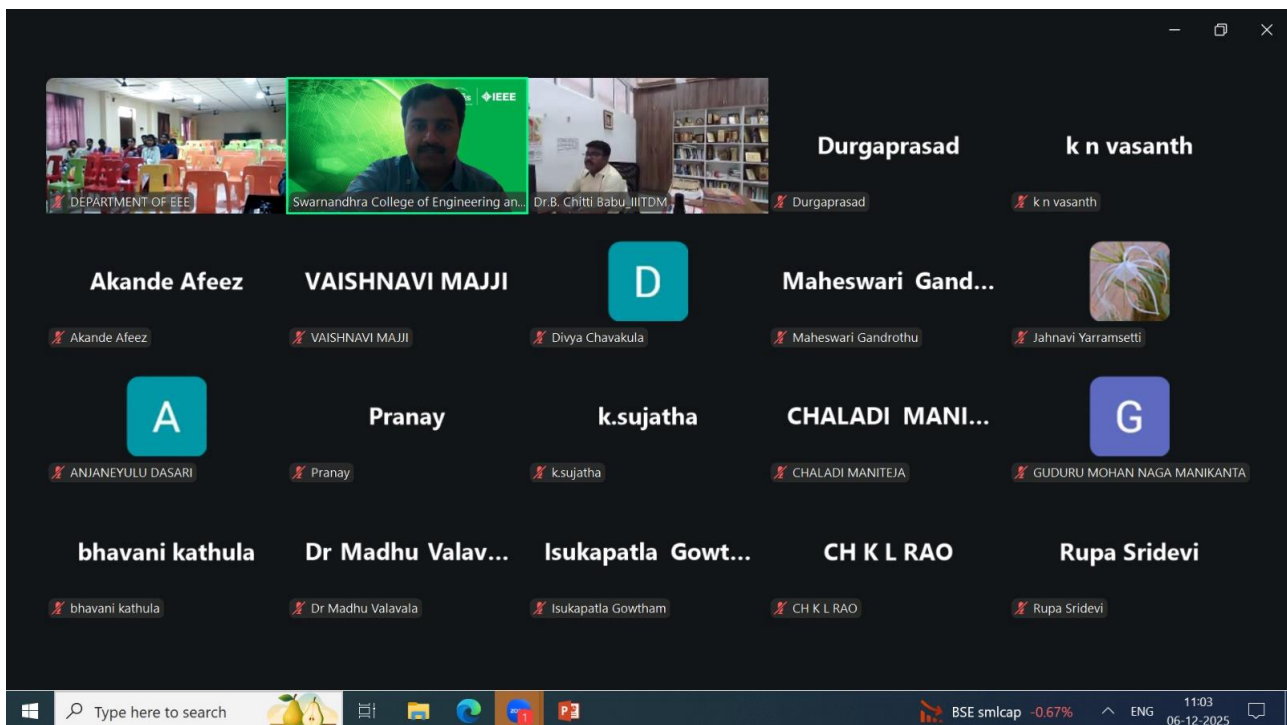 s IEEE
DEPARTMENT OF EEE
Swarnandhra College of Engineering an...
Dr.B. Chitti Babu_IIITDM
Durgaprasad
Durgaprasad
k n vasanth
k n vasanth
Akande Afeez
Akande Afeez
VAISHNAVI MAJJI
VAISHNAVI MAJJI
D
Divya Chavakula
Maheswari Gand...
Maheswari Gandrothu
Jahnavi Yarramsetti
A
ANJANEYULU DASARI
Pranay
Pranay
k.sujatha
k.sujatha
CHALADI MANI...
CHALADI MANITEJA
G
GUDURU MOHAN NAGA MANIKANTA
bhavani kathula
bhavani kathula
Dr Madhu Valav...
Dr Madhu Valavala
Isukapatla Gowt...
Isukapatla Gowtham
CH K L RAO
CH K L RAO
Rupa Sridevi
Rupa Sridevi
Type here to search
zoom
1
P
BSE smlcap -0.67%
ENG
11:03
06-12-2025